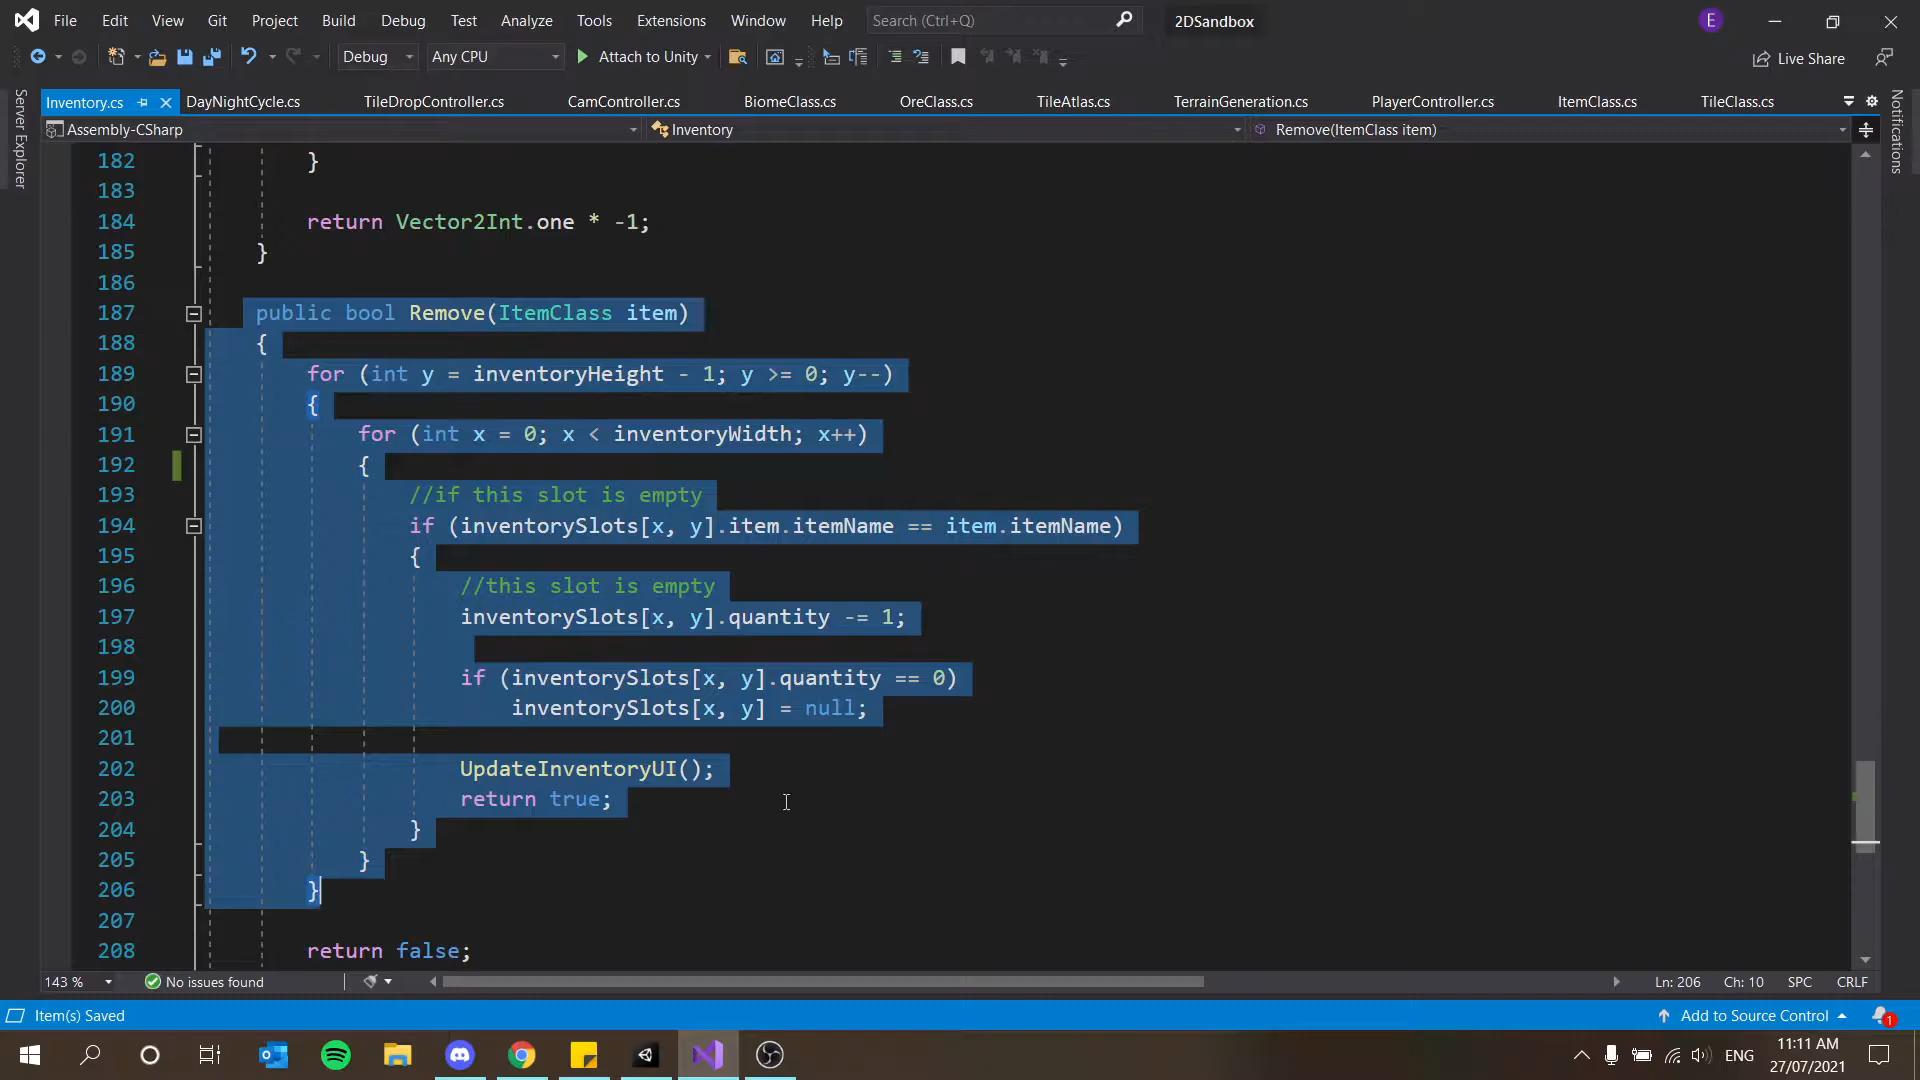 File Edit View Git Project Build Debug Test Analyze Tools Extensions Window Help Search (Ctrl+Q) 2DSandbox E
Debug Any CPU Attach to Unity Live Share
Inventory.cs DayNightCycle.cs TileDropController.cs CamController.cs BiomeClass.cs OreClass.cs TileAtlas.cs TerrainGeneration.cs PlayerController.cs ItemClass.cs TileClass.cs
Assembly-CSharp Inventory Remove(ItemClass item)
Server Explorer
Notifications
182 }
183
184 return Vector2Int.one * -1;
185 }
186
187 public bool Remove(ItemClass item)
188 {
189 for (int y = inventoryHeight - 1; y >= 0; y--)
190 {
191 for (int x = 0; x < inventoryWidth; x++)
192 {
193 //if this slot is empty
194 if (inventorySlots[x, y].item.itemName == item.itemName)
195 {
196 //this slot is empty
197 inventorySlots[x, y].quantity -= 1;
198
199 if (inventorySlots[x, y].quantity == 0)
200 inventorySlots[x, y] = null;
201
202 UpdateInventoryUI();
203 return true;
204 }
205 }
206 }
207
208 return false;
143 % No issues found Ln: 206 Ch: 10 SPC CRLF
Item(s) Saved Add to Source Control 1
ENG 11:11 AM
27/07/2021